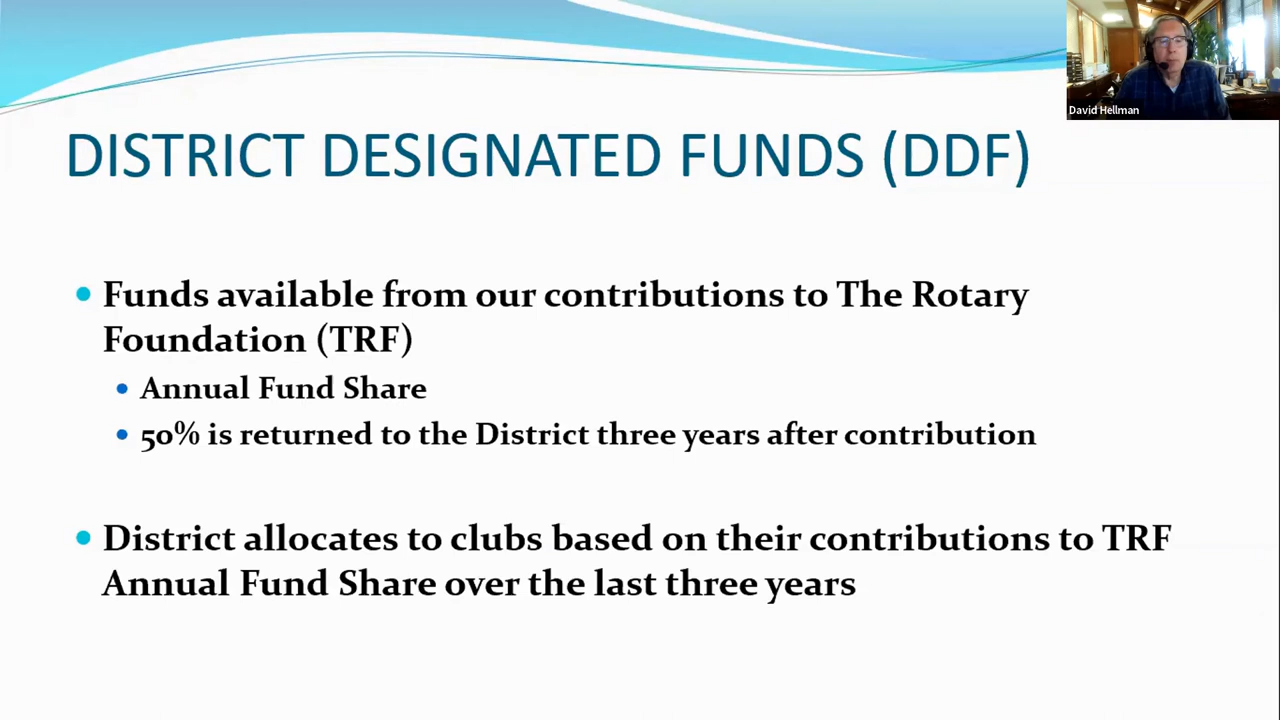 David Hellman
DISTRICT DESIGNATED FUNDS (DDF)
• Funds available from our contributions to The Rotary
Foundation (TRF)
• Annual Fund Share
• 50% is returned to the District three years after contribution
• District allocates to clubs based on their contributions to TRF
Annual Fund Share over the last three years